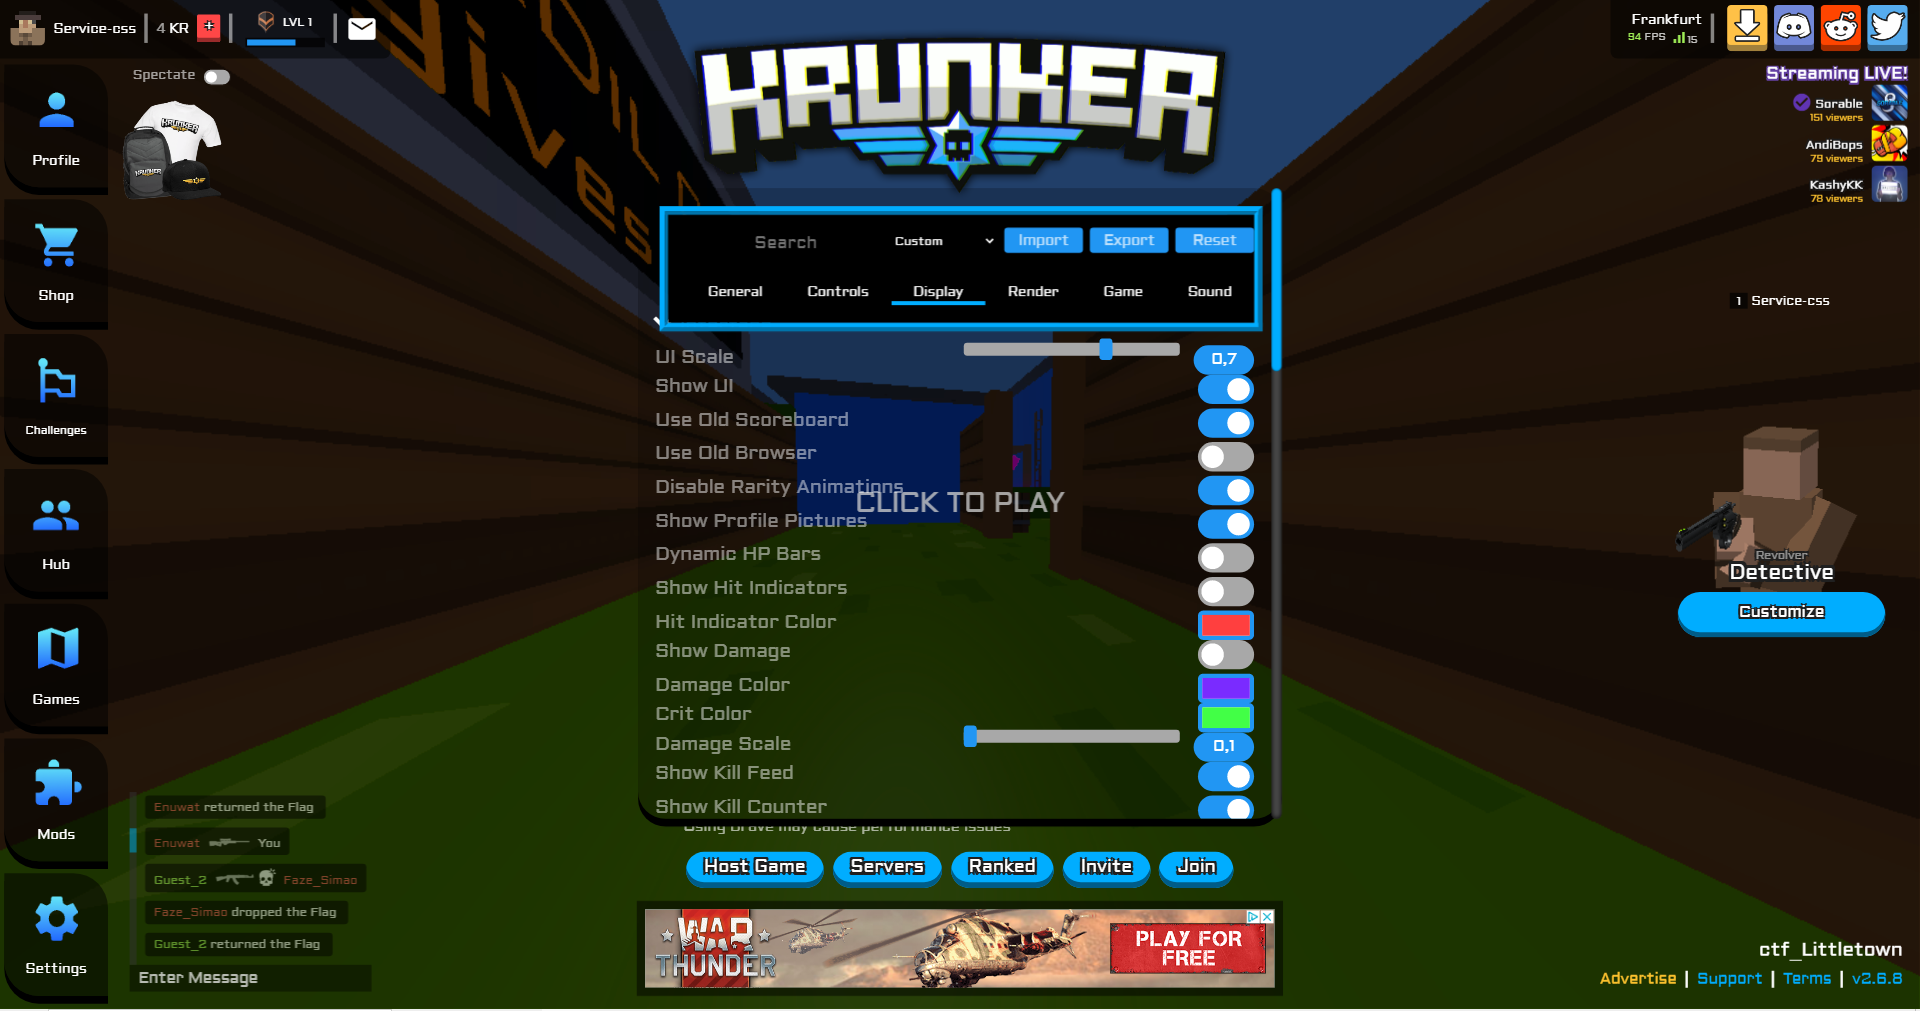 Service-css
4 KR
+
LVL 1
Frankfurt
94 FPS
15
Spectate
KRUNKER
Streaming LIVE!
Sorable
151 viewers
AndiBops
79 viewers
KashyKK
78 viewers
Profile
Shop
Challenges
Hub
Games
Mods
Settings
Search
Custom
Import
Export
Reset
General
Controls
Display
Render
Game
Sound
UI Scale
0,7
Show UI
Use Old Scoreboard
Use Old Browser
Disable Rarity Animations
CLICK TO PLAY
Show Profile Pictures
Dynamic HP Bars
Show Hit Indicators
Hit Indicator Color
Show Damage
Damage Color
Crit Color
Damage Scale
0,1
Show Kill Feed
Show Kill Counter
Using Brave may cause performance issues
1 Service-css
Revolver
Detective
Customize
Enuwat returned the Flag
Enuwat You
Guest_2 Faze_Simao
Faze_Simao dropped the Flag
Guest_2 returned the Flag
Enter Message
Host Game
Servers
Ranked
Invite
Join
WAR
THUNDER
PLAY FOR
FREE
ctf_Littletown
Advertise | Support | Terms | v2.6.8